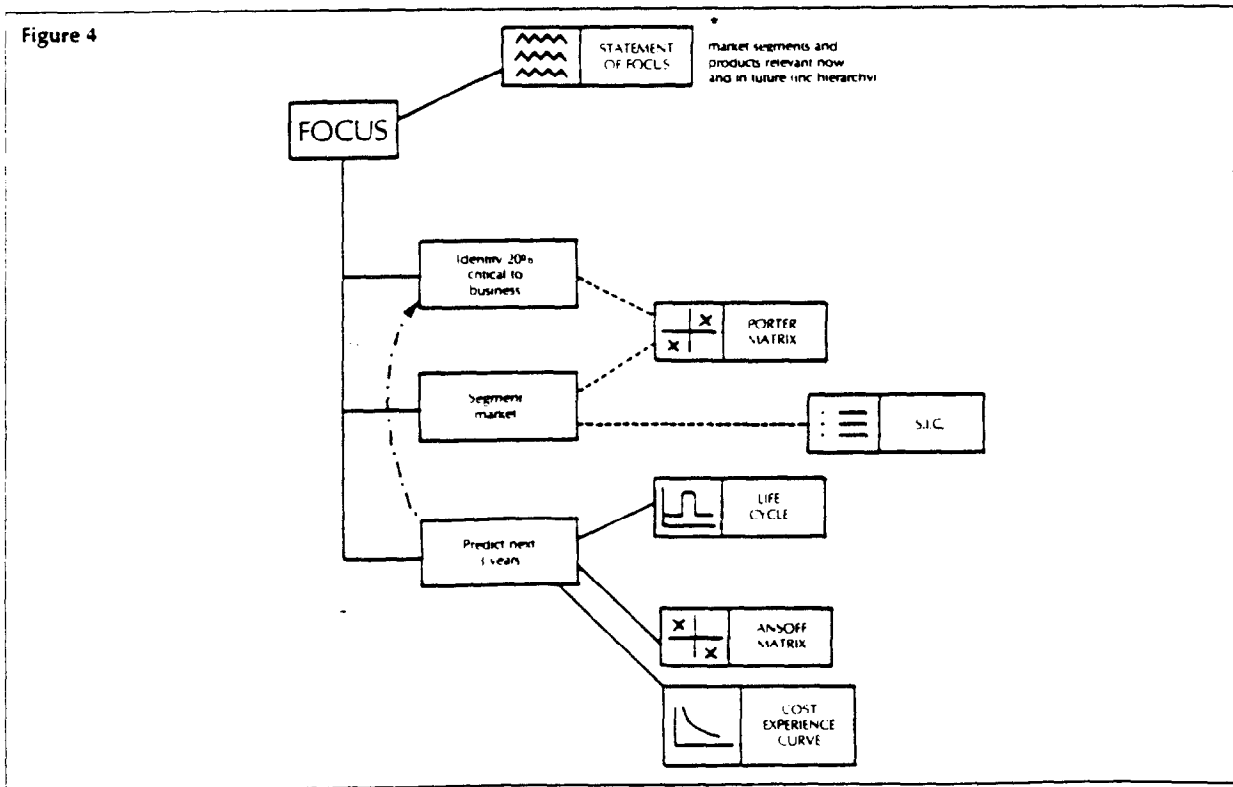 Figure 4
STATEMENT
OF FOCUS
*
market segments and
products relevant now
and in future (inc hierarchy)
FOCUS
Identify 20%
critical to
business
PORTER
MATRIX
Segment
market
S.I.C.
LIFE
CYCLE
Predict next
3 years
ANSOFF
MATRIX
COST
EXPERIENCE
CURVE